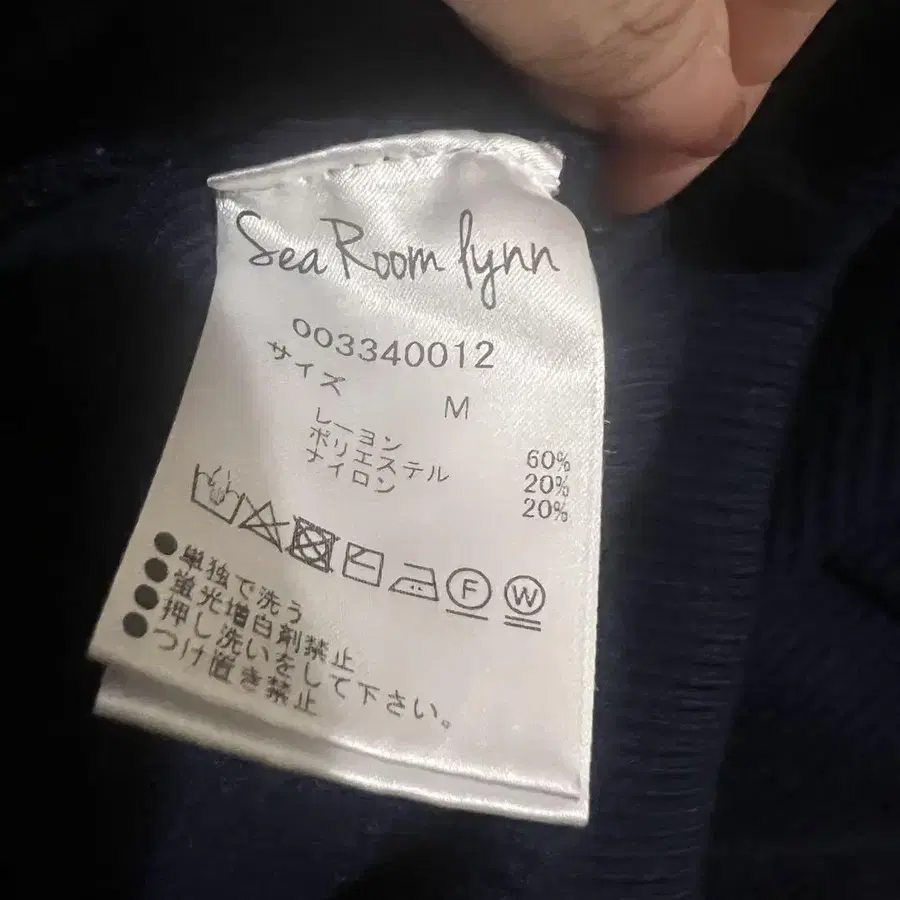 Sea Room lynn
003340012
サイズ
M
レーヨン 60%
ポリエステル 20%
ナイロン 20%
F W
●単独で洗う
●蛍光増白剤禁止
●押し洗いをして下さい。
●つけ置き禁止